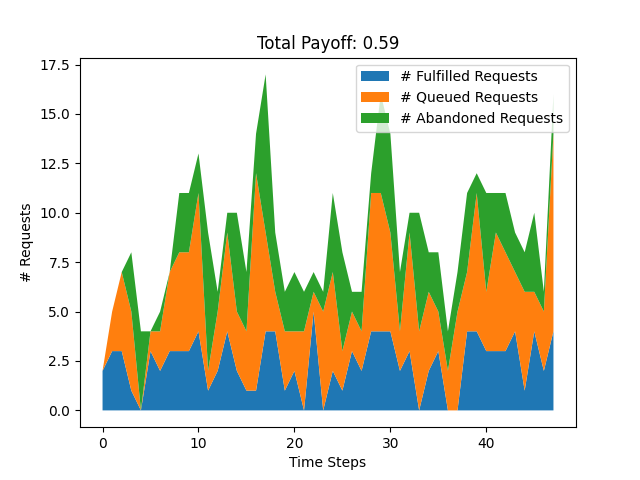 Total Payoff: 0.59
# Fulfilled Requests
# Queued Requests
# Abandoned Requests
17.5
15.0
12.5
10.0
7.5
5.0
2.5
0.0
# Requests
0 10 20 30 40
Time Steps